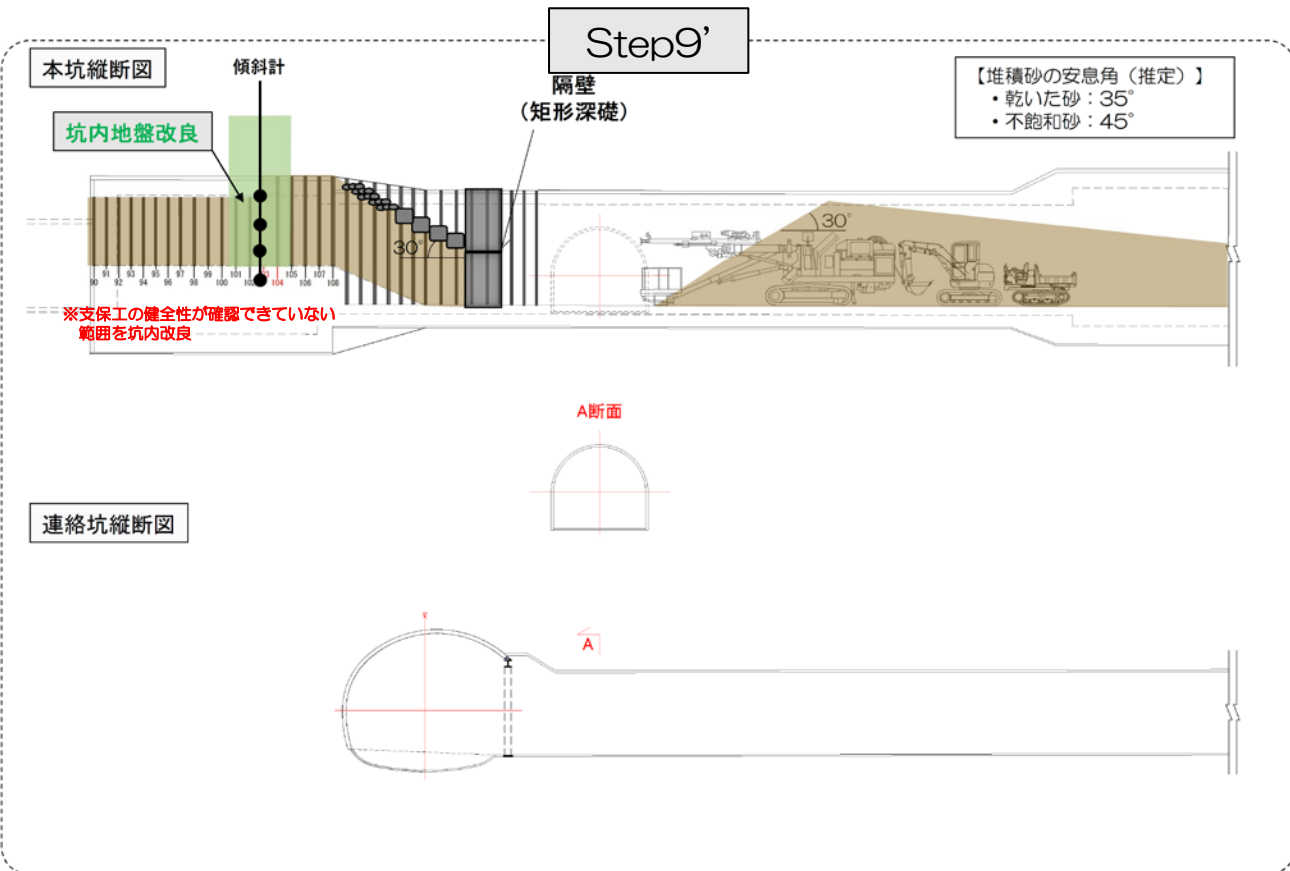 Step9’
本坑縦断図
傾斜計
隔壁
(矩形深礎)
【堆積砂の安息角（推定）】
・乾いた砂：35°
・不飽和砂：45°
坑内地盤改良
30°
30°
91 93 95 97 99 101 105 107
90 92 94 96 98 100 104 106 108
※支保工の健全性が確認できていない
範囲を坑内改良
A断面
連絡坑縦断図
A